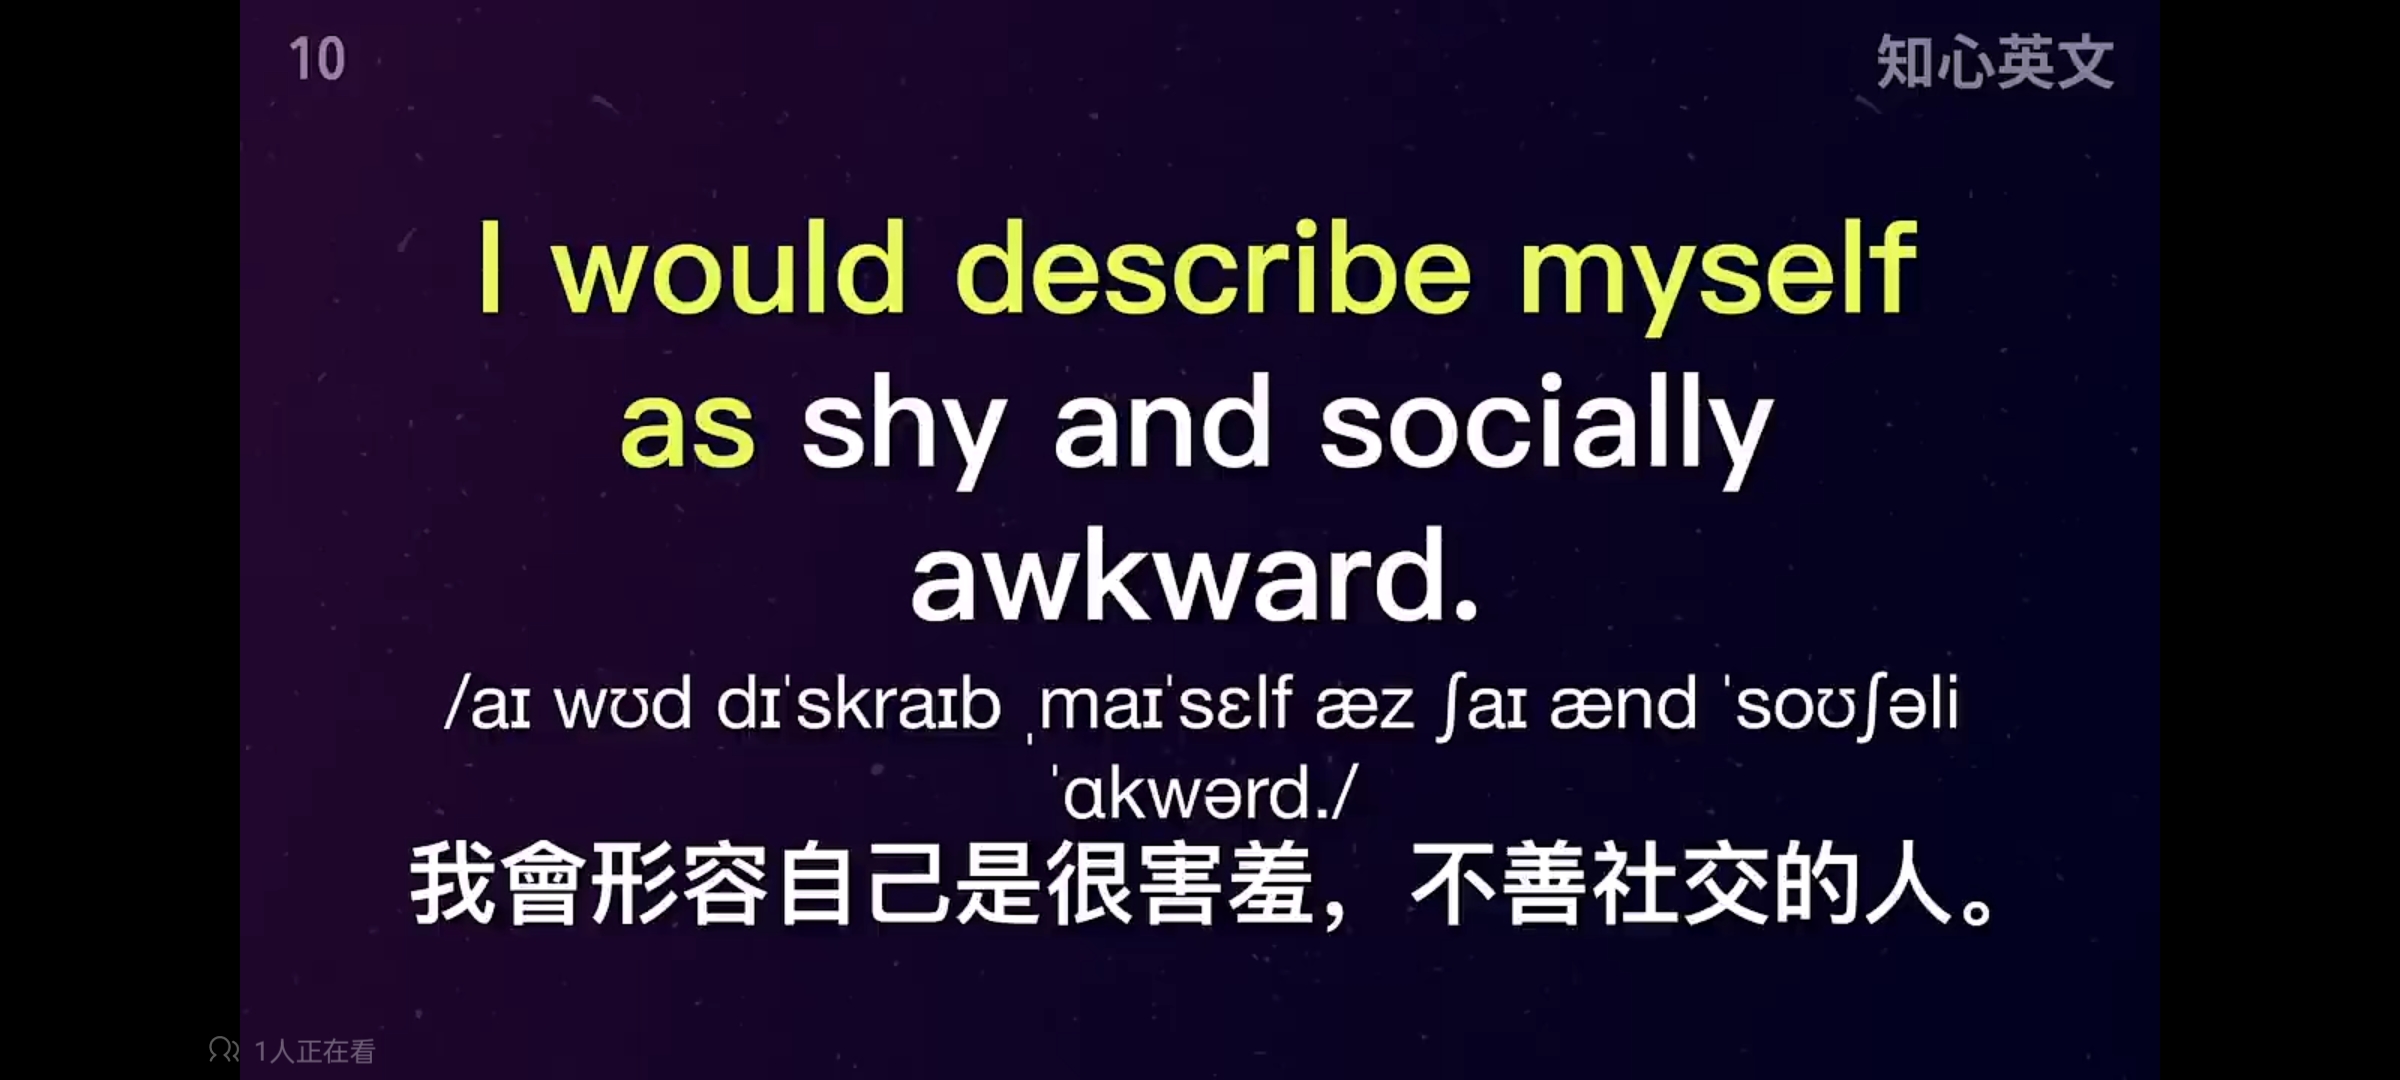 10
知心英文
I would describe myself
as shy and socially
awkward.
/aɪ wʊd dɪˈskraɪb ˌmaɪˈsɛlf æz ʃaɪ ænd ˈsoʊʃəli
ˈɑkwərd./
我會形容自己是很害羞，不善社交的人。
1人正在看